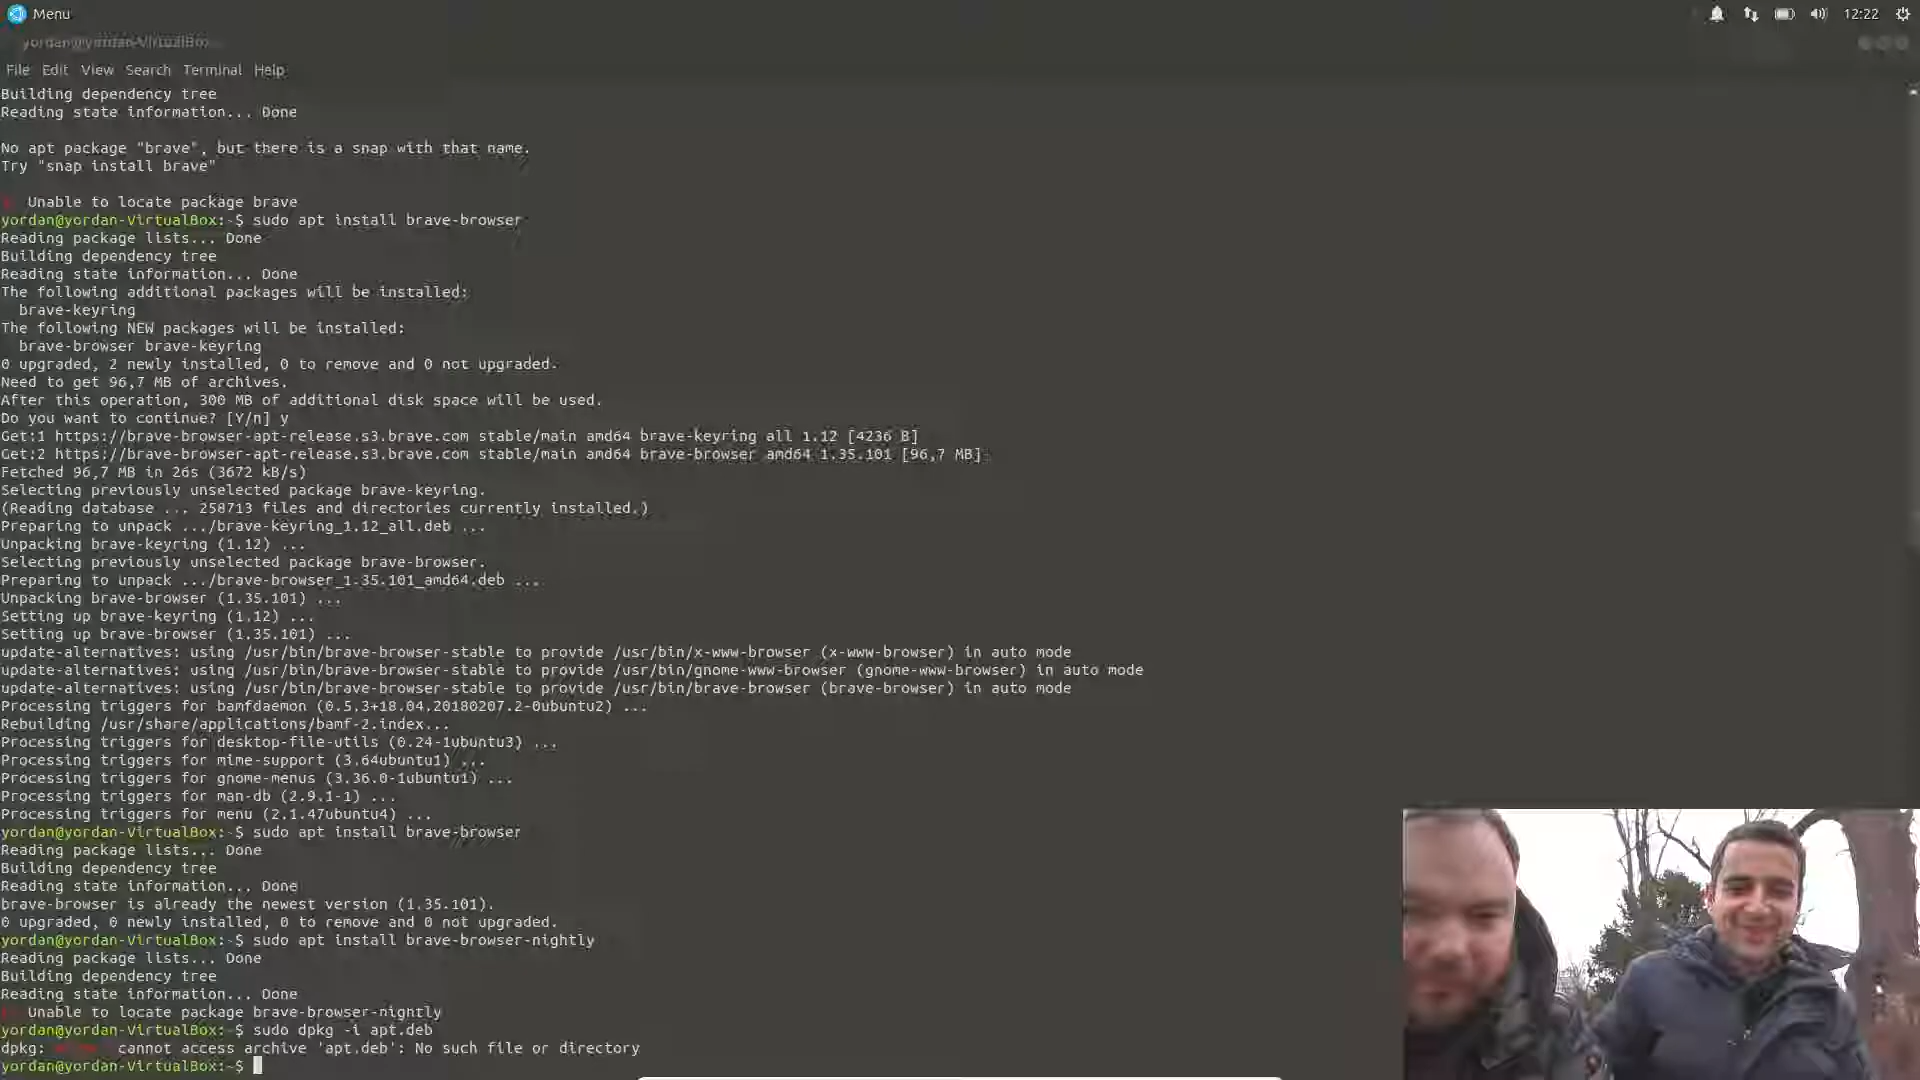 Menu
12:22
yordan@yordan-VirtualBox: ~
File Edit View Search Terminal Help
Building dependency tree
Reading state information... Done
No apt package "brave", but there is a snap with that name.
Try "snap install brave"
Unable to locate package brave
yordan@yordan-VirtualBox:~$ sudo apt install brave-browser
Reading package lists... Done
Building dependency tree
Reading state information... Done
The following additional packages will be installed:
brave-keyring
The following NEW packages will be installed:
brave-browser brave-keyring
0 upgraded, 2 newly installed, 0 to remove and 0 not upgraded.
Need to get 96,7 MB of archives.
After this operation, 300 MB of additional disk space will be used.
Do you want to continue? [Y/n] y
Get:1 https://brave-browser-apt-release.s3.brave.com stable/main amd64 brave-keyring all 1.12 [4236 B]
Get:2 https://brave-browser-apt-release.s3.brave.com stable/main amd64 brave-browser amd64 1.35.101 [96,7 MB]
Fetched 96,7 MB in 26s (3672 kB/s)
Selecting previously unselected package brave-keyring.
(Reading database ... 258713 files and directories currently installed.)
Preparing to unpack .../brave-keyring_1.12_all.deb ...
Unpacking brave-keyring (1.12) ...
Selecting previously unselected package brave-browser.
Preparing to unpack .../brave-browser_1.35.101_amd64.deb ...
Unpacking brave-browser (1.35.101) ...
Setting up brave-keyring (1.12) ...
Setting up brave-browser (1.35.101) ...
update-alternatives: using /usr/bin/brave-browser-stable to provide /usr/bin/x-www-browser (x-www-browser) in auto mode
update-alternatives: using /usr/bin/brave-browser-stable to provide /usr/bin/gnome-www-browser (gnome-www-browser) in auto mode
update-alternatives: using /usr/bin/brave-browser-stable to provide /usr/bin/brave-browser (brave-browser) in auto mode
Processing triggers for bamfdaemon (0.5.3+18.04.20180207.2-0ubuntu2) ...
Rebuilding /usr/share/applications/bamf-2.index...
Processing triggers for desktop-file-utils (0.24-1ubuntu3) ...
Processing triggers for mime-support (3.64ubuntu1) ...
Processing triggers for gnome-menus (3.36.0-1ubuntu1) ...
Processing triggers for man-db (2.9.1-1) ...
Processing triggers for menu (2.1.47ubuntu4) ...
yordan@yordan-VirtualBox:~$ sudo apt install brave-browser
Reading package lists... Done
Building dependency tree
Reading state information... Done
brave-browser is already the newest version (1.35.101).
0 upgraded, 0 newly installed, 0 to remove and 0 not upgraded.
yordan@yordan-VirtualBox:~$ sudo apt install brave-browser-nightly
Reading package lists... Done
Building dependency tree
Reading state information... Done
Unable to locate package brave-browser-nightly
yordan@yordan-VirtualBox:~$ sudo dpkg -i apt.deb
dpkg: cannot access archive 'apt.deb': No such file or directory
yordan@yordan-VirtualBox:~$